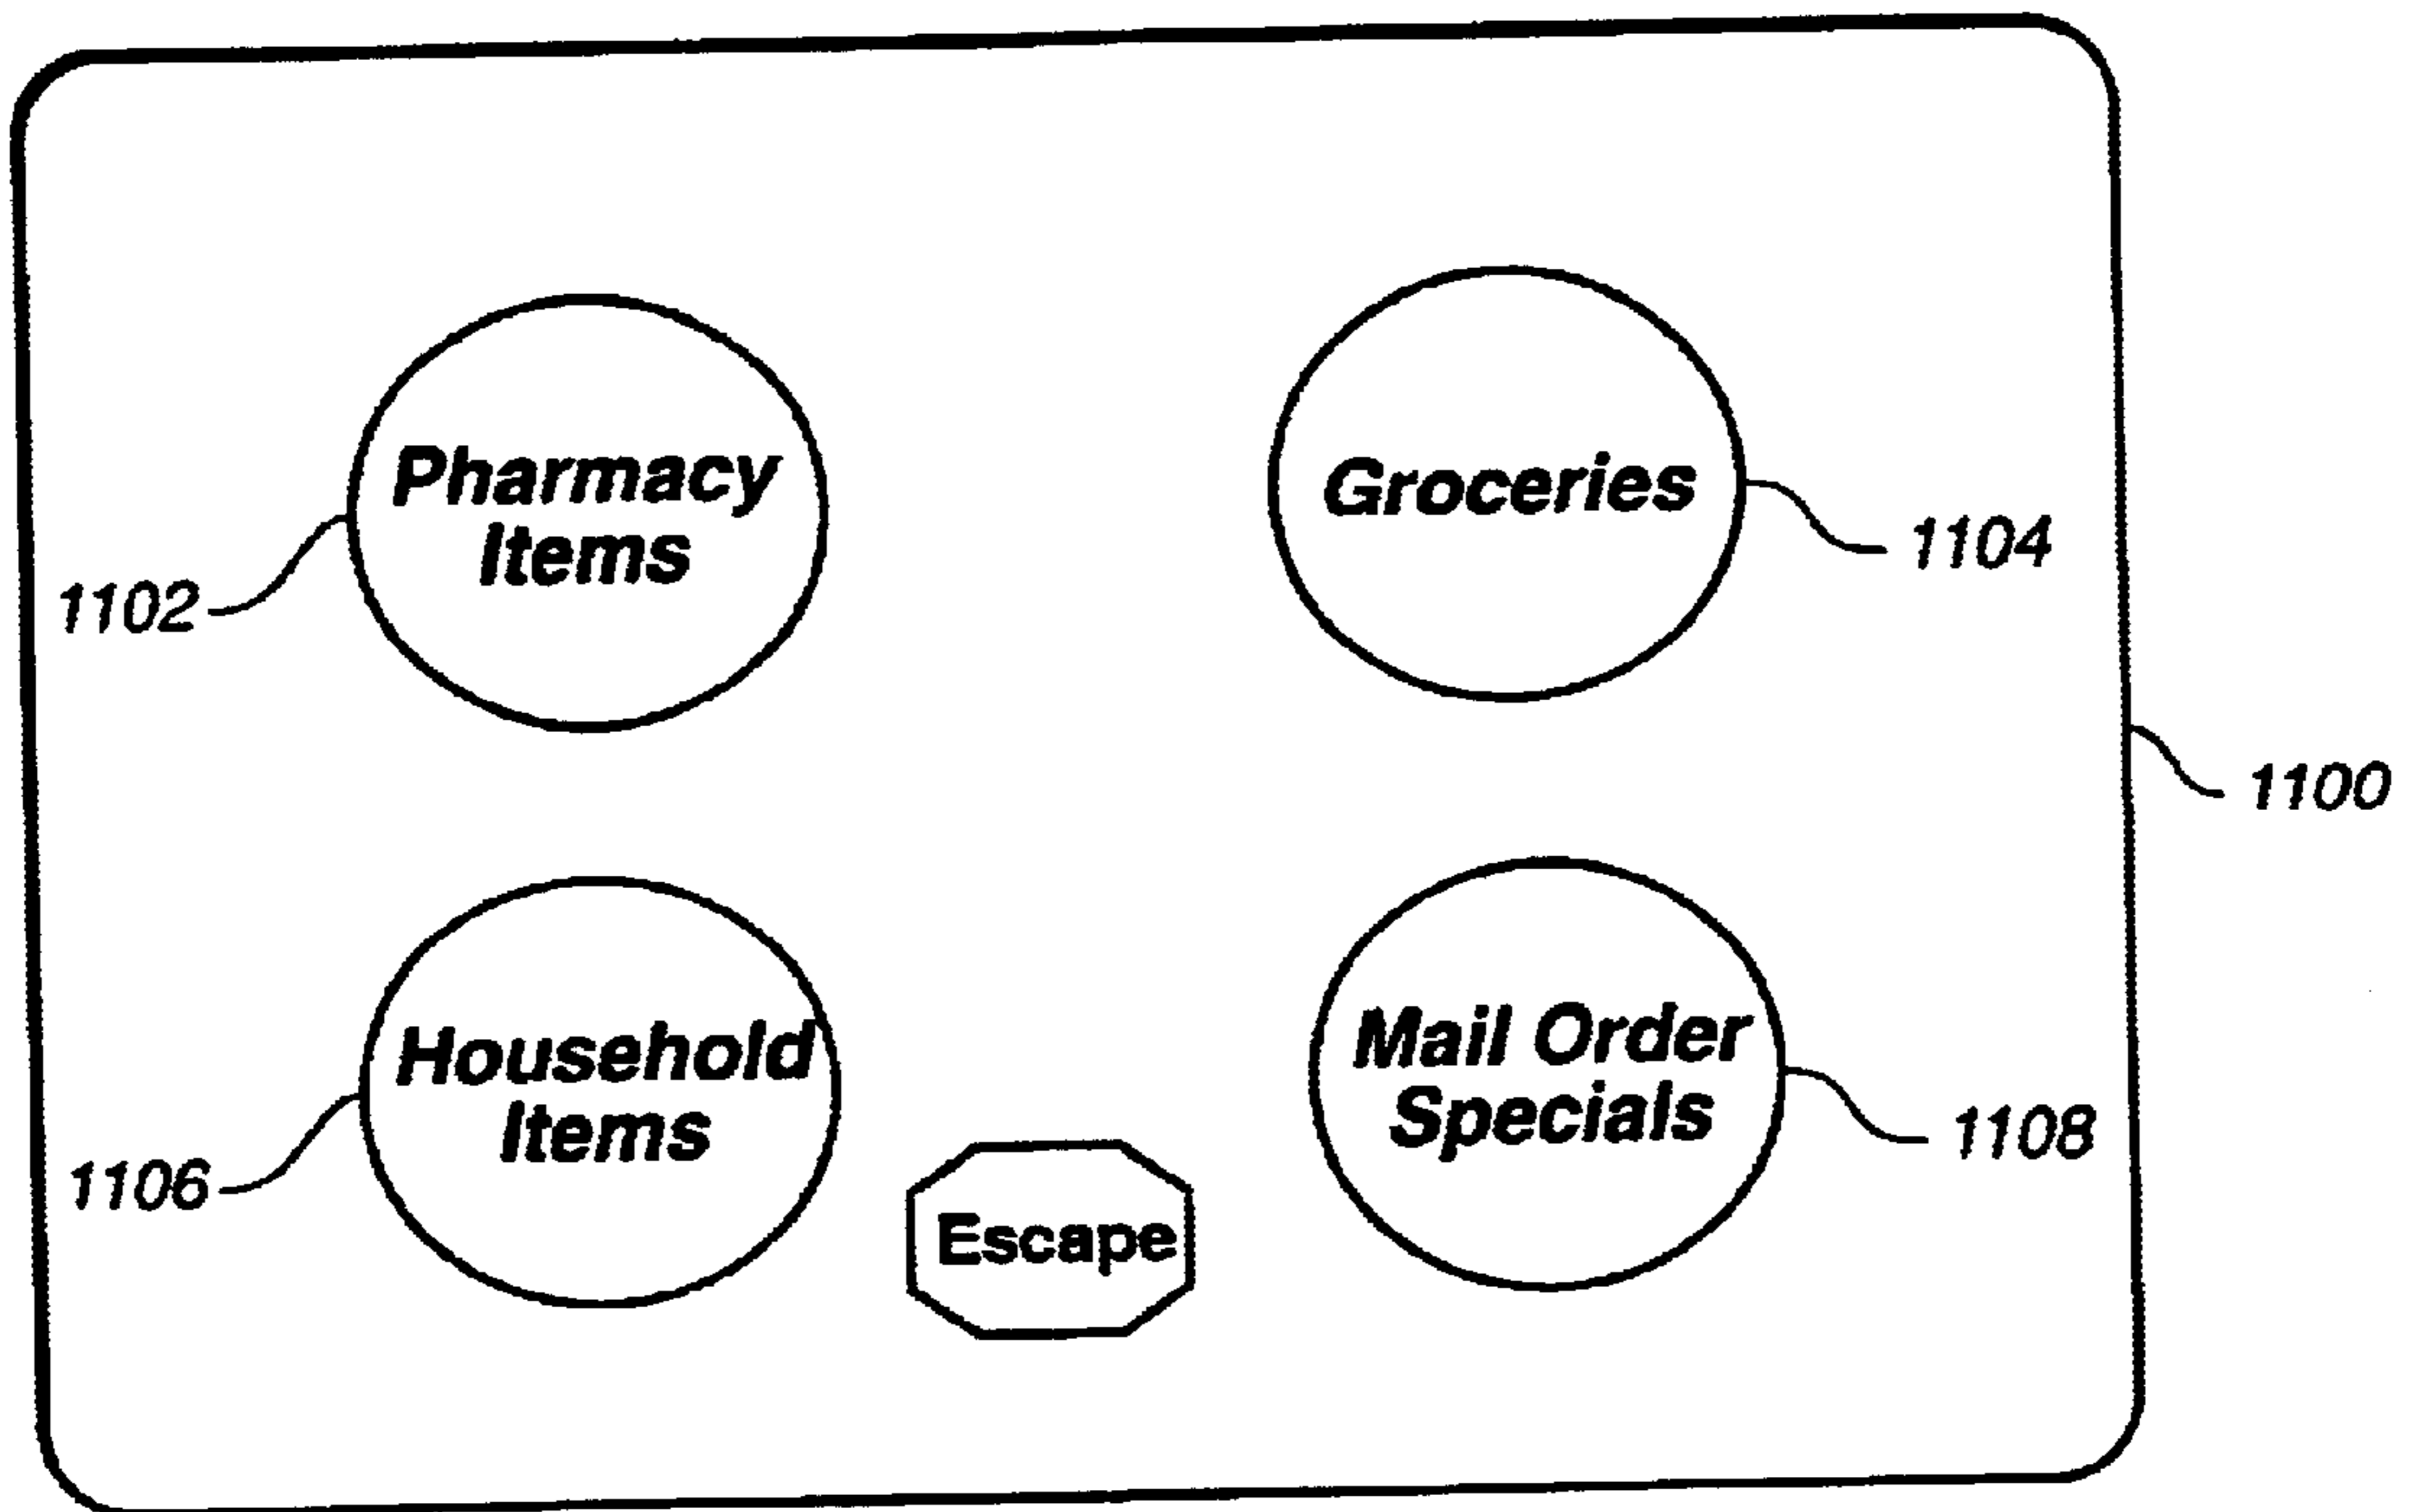 Pharmacy
Items
1102
Groceries
1104
1100
Household
Items
1106
Mail Order
Specials
1108
Escape